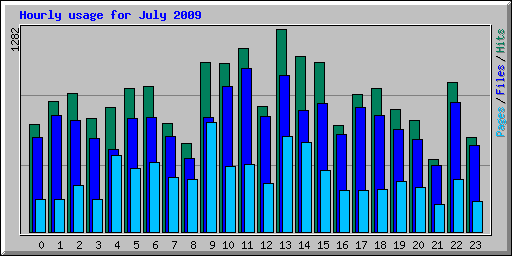 Hourly usage for July 2009
1282
Pages / Files / Hits
0 1 2 3 4 5 6 7 8 9 10 11 12 13 14 15 16 17 18 19 20 21 22 23